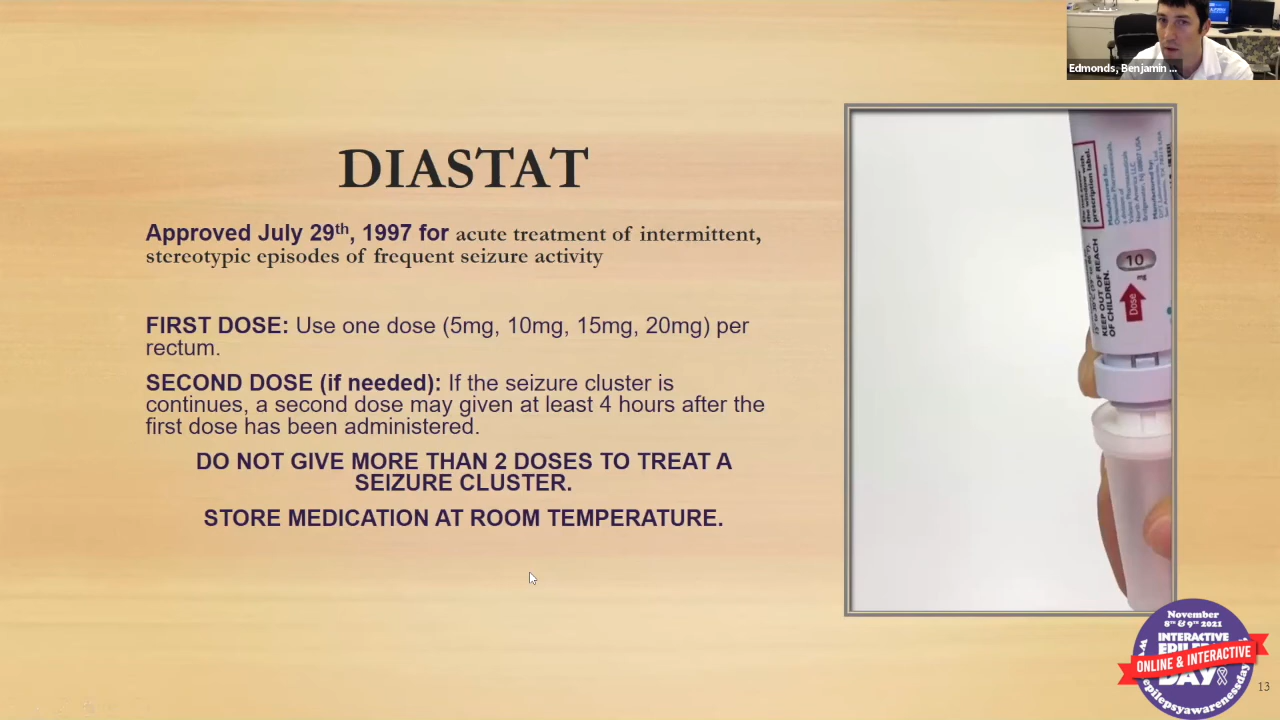 Edmonds, Benjamin ...
DIASTAT
Approved July 29th, 1997 for acute treatment of intermittent,
stereotypic episodes of frequent seizure activity
FIRST DOSE: Use one dose (5mg, 10mg, 15mg, 20mg) per
rectum.
SECOND DOSE (if needed): If the seizure cluster is
continues, a second dose may given at least 4 hours after the
first dose has been administered.
DO NOT GIVE MORE THAN 2 DOSES TO TREAT A
SEIZURE CLUSTER.
STORE MEDICATION AT ROOM TEMPERATURE.
prescription label.
KEEP OUT OF REACH
OF CHILDREN.
10
Dose
November
8TH & 9TH 2021
INTERACTIVE
ONLINE & INTERACTIVE
DAY
epilepsyawarenessday
13